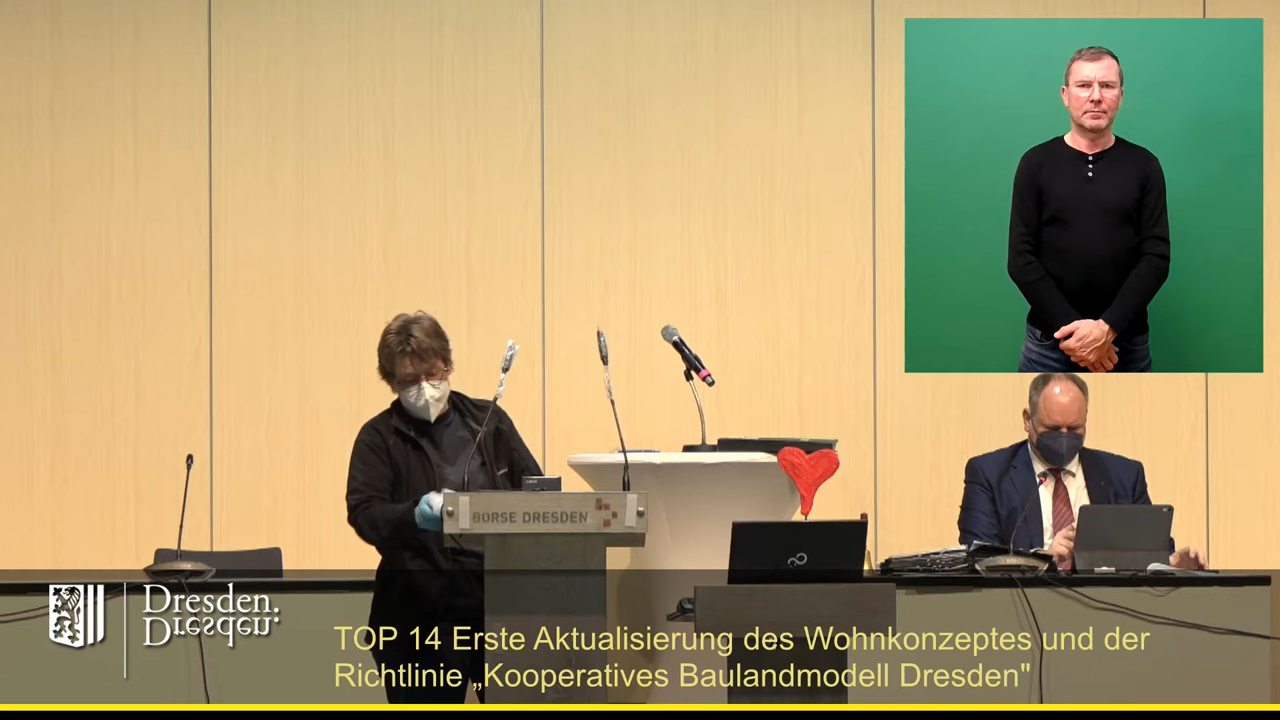 BÖRSE DRESDEN
Dresden.
Dresden.
TOP 14 Erste Aktualisierung des Wohnkonzeptes und der
Richtlinie „Kooperatives Baulandmodell Dresden"